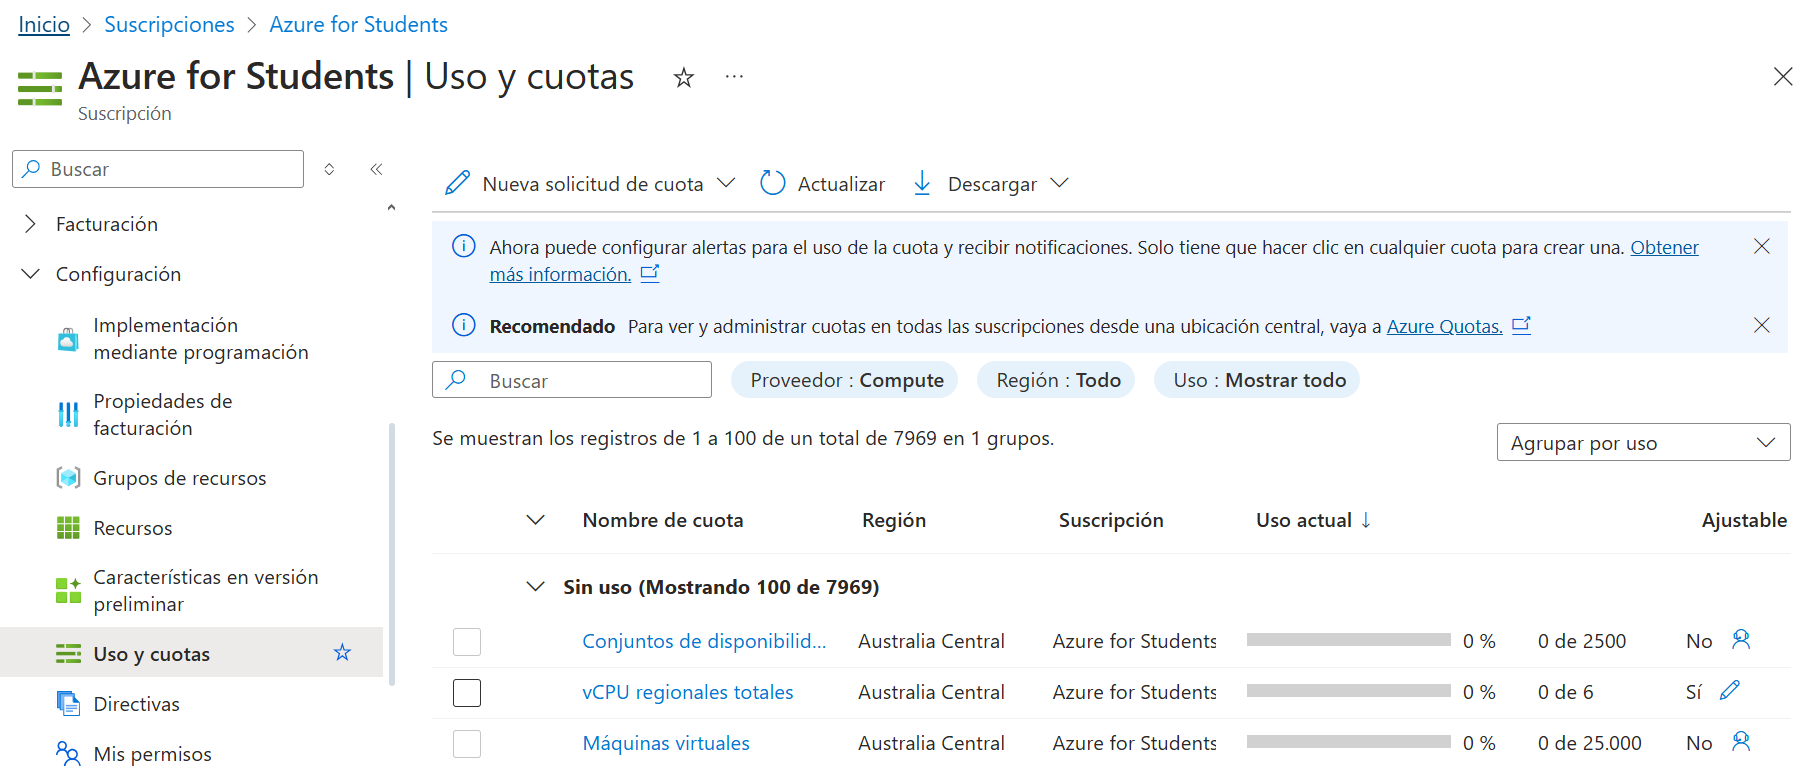 Inicio > Suscripciones > Azure for Students
Azure for Students | Uso y cuotas
Suscripción
Buscar
Facturación
Configuración
Implementación
mediante programación
Propiedades de
facturación
Grupos de recursos
Recursos
Características en versión
preliminar
Uso y cuotas
Directivas
Mis permisos
Nueva solicitud de cuota Actualizar Descargar
Ahora puede configurar alertas para el uso de la cuota y recibir notificaciones. Solo tiene que hacer clic en cualquier cuota para crear una. Obtener
más información.
Recomendado Para ver y administrar cuotas en todas las suscripciones desde una ubicación central, vaya a Azure Quotas.
Buscar Proveedor : Compute Región : Todo Uso : Mostrar todo
Se muestran los registros de 1 a 100 de un total de 7969 en 1 grupos.
Agrupar por uso
Nombre de cuota Región Suscripción Uso actual ↓ Ajustable
Sin uso (Mostrando 100 de 7969)
Conjuntos de disponibilid... Australia Central Azure for Students 0 % 0 de 2500 No
vCPU regionales totales Australia Central Azure for Students 0 % 0 de 6 Sí
Máquinas virtuales Australia Central Azure for Students 0 % 0 de 25.000 No